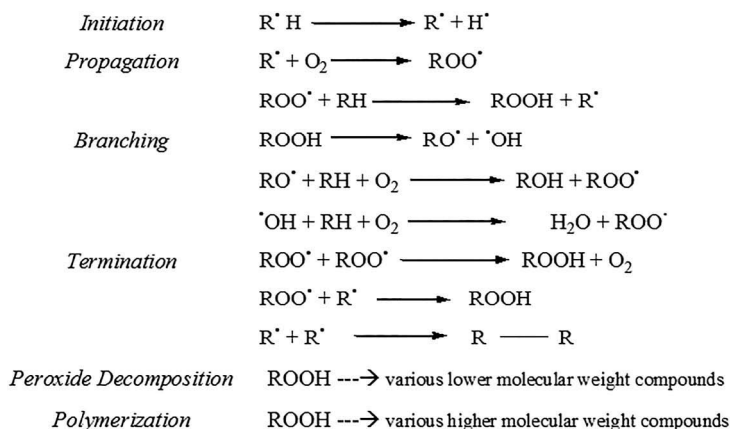 Initiation R• H ⟶ R• + H•
Propagation R• + O₂ ⟶ ROO•
ROO• + RH ⟶ ROOH + R•
Branching ROOH ⟶ RO• + •OH
RO• + RH + O₂ ⟶ ROH + ROO•
•OH + RH + O₂ ⟶ H₂O + ROO•
Termination ROO• + ROO• ⟶ ROOH + O₂
ROO• + R• ⟶ ROOH
R• + R• ⟶ R — R
Peroxide Decomposition ROOH ---→ various lower molecular weight compounds
Polymerization ROOH ---→ various higher molecular weight compounds